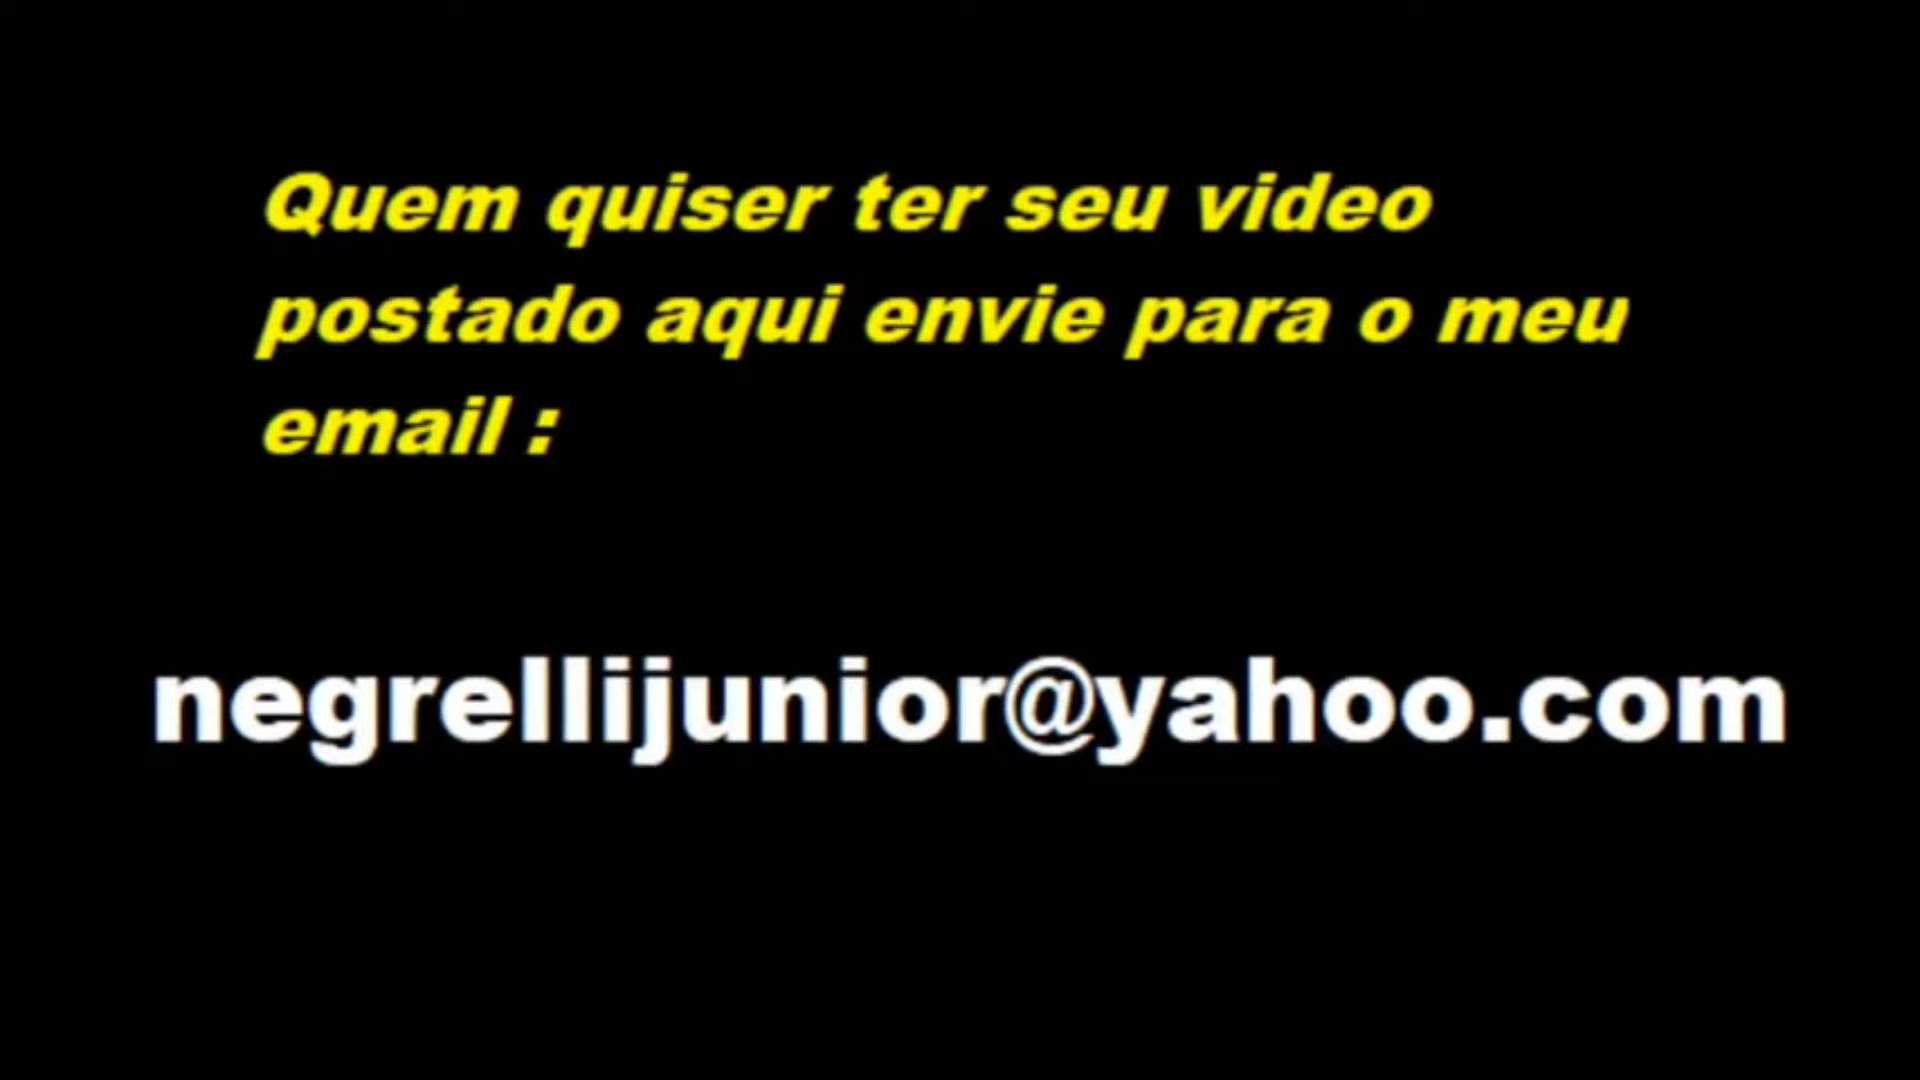 Quem quiser ter seu video
postado aqui envie para o meu
email :
negrellijunior@yahoo.com